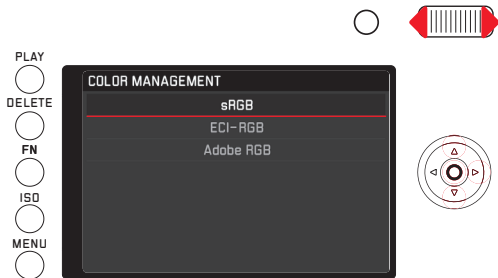 PLAY
DELETE
FN
ISO
MENU
COLOR MANAGEMENT
sRGB
ECI-RGB
Adobe RGB